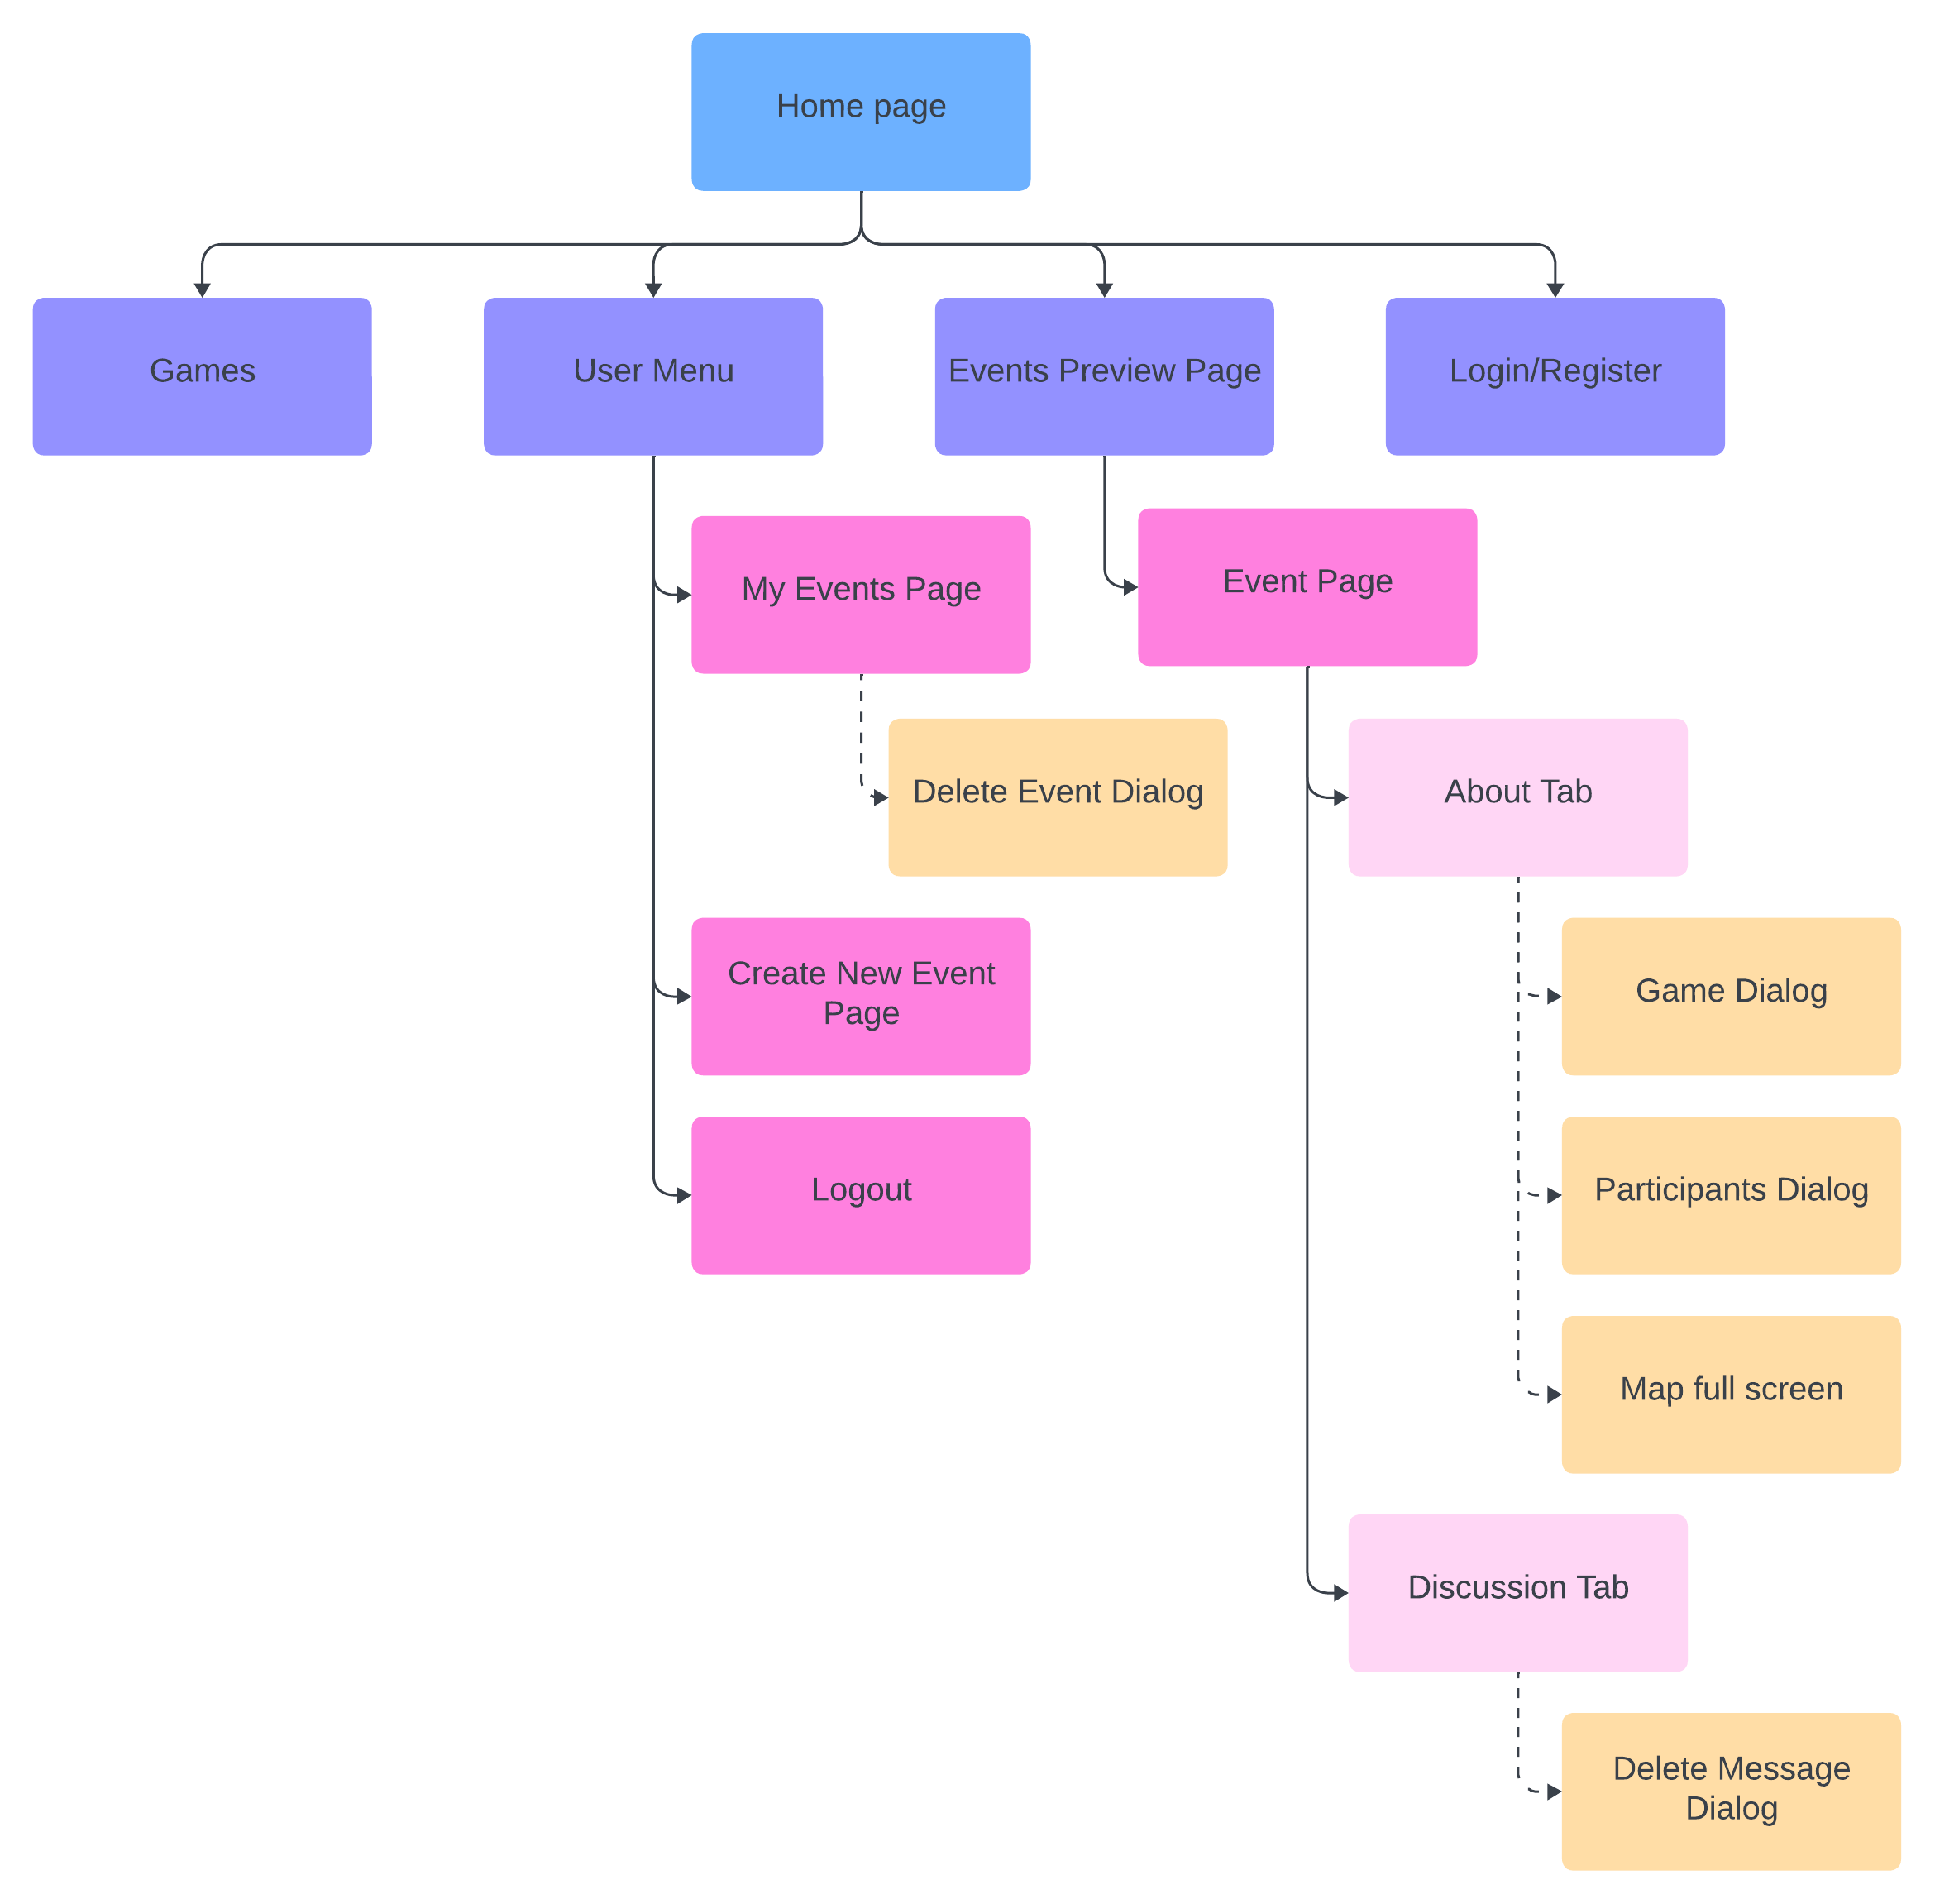 Home page
Games
User Menu
Events Preview Page
Login/Register
My Events Page
Event Page
Delete Event Dialog
About Tab
Create New Event
Page
Game Dialog
Logout
Participants Dialog
Map full screen
Discussion Tab
Delete Message
Dialog